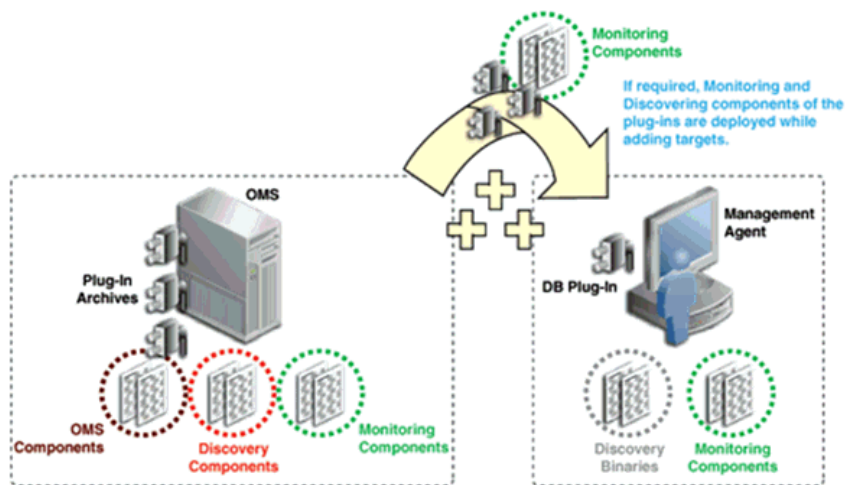 Monitoring
Components
If required, Monitoring and
Discovering components of the
plug-ins are deployed while
adding targets.
OMS
Plug-In
Archives
OMS
Components
Discovery
Components
Monitoring
Components
Management
Agent
DB Plug-In
Discovery
Binaries
Monitoring
Components